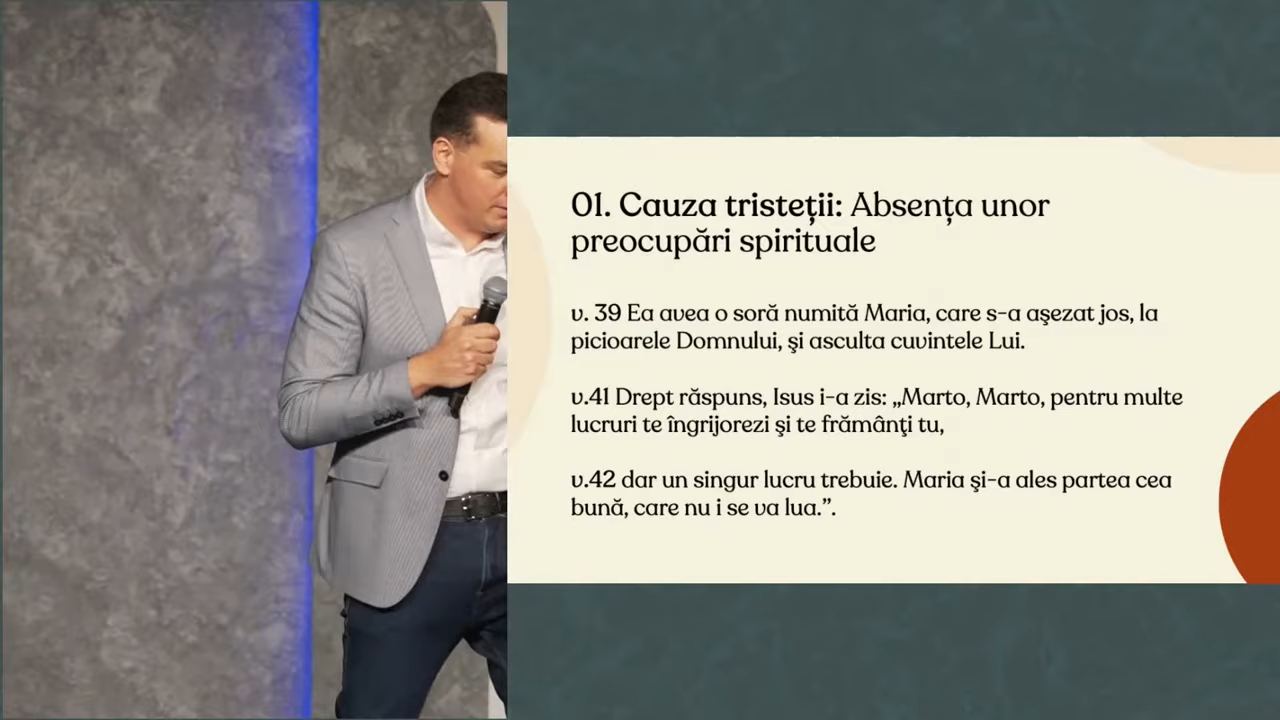 01. Cauza tristeții: Absența unor
preocupări spirituale
v. 39 Ea avea o soră numită Maria, care s-a aşezat jos, la
picioarele Domnului, şi asculta cuvintele Lui.
v.41 Drept răspuns, Isus i-a zis: „Marto, Marto, pentru multe
lucruri te îngrijorezi şi te frămânţi tu,
v.42 dar un singur lucru trebuie. Maria şi-a ales partea cea
bună, care nu i se va lua.”.